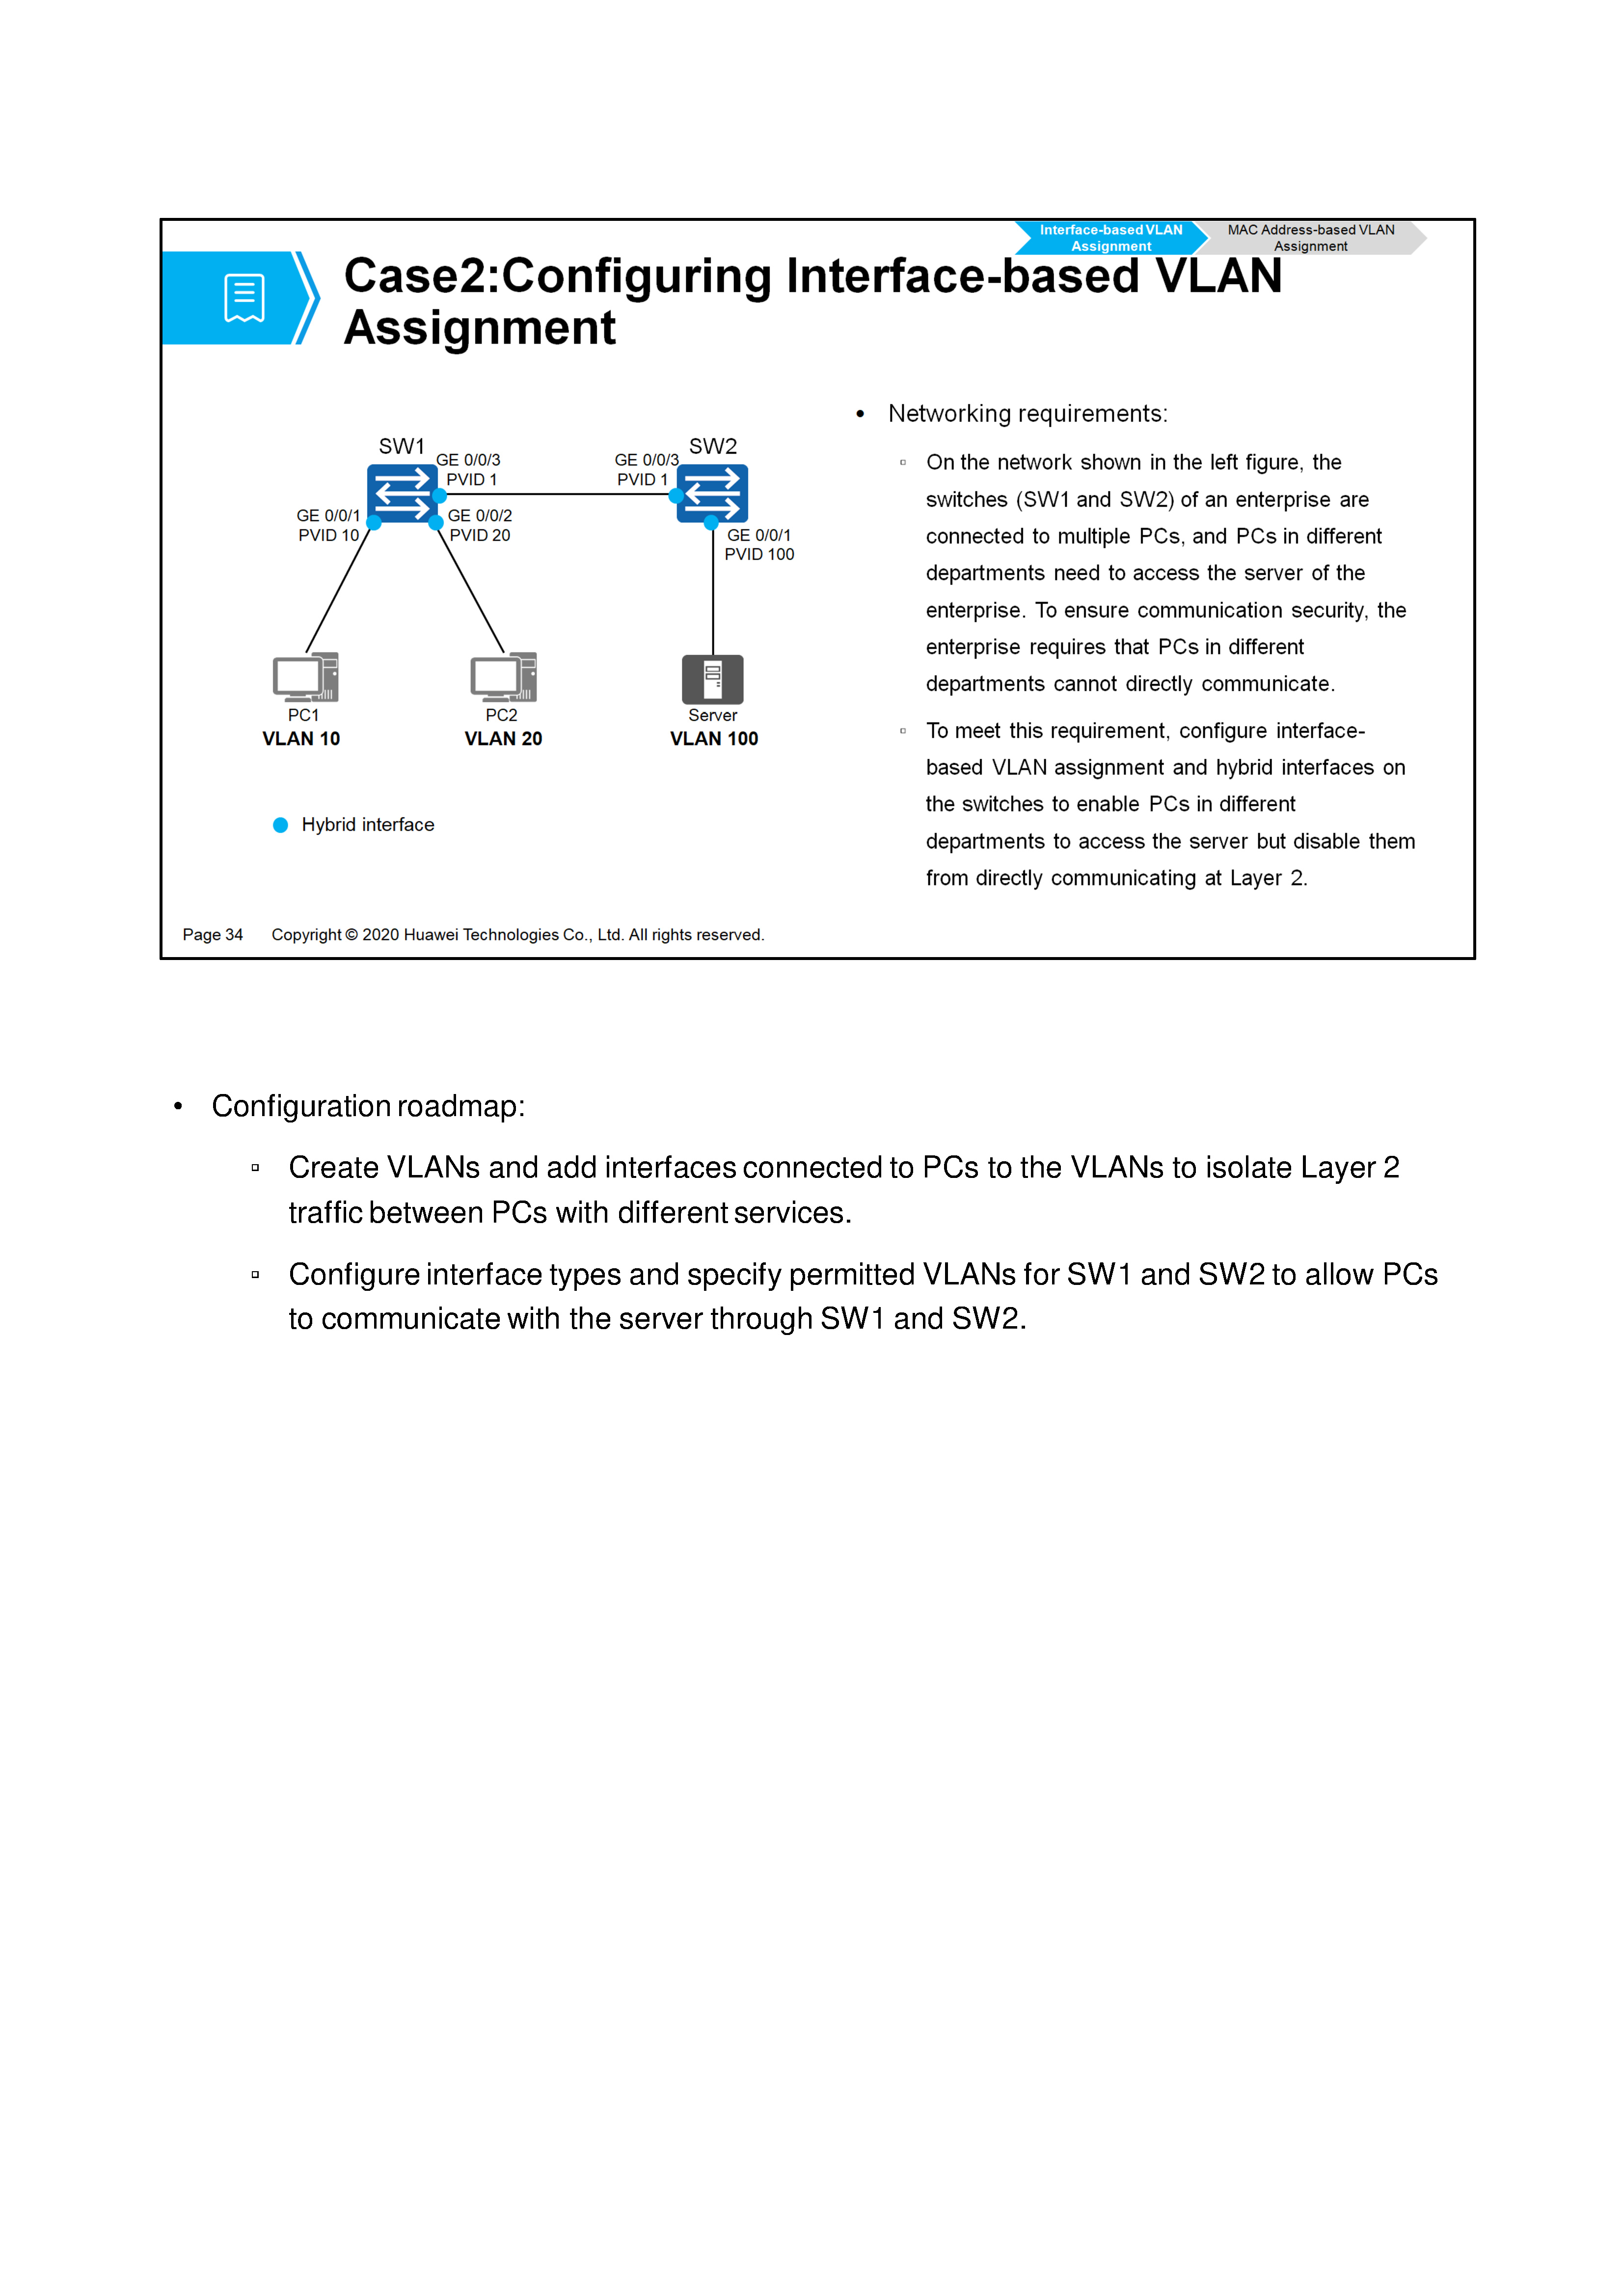 Interface-based VLAN
Assignment
MAC Address-based VLAN
Assignment
Case2:Configuring Interface-based VLAN
Assignment
SW1
GE 0/0/3
PVID 1
GE 0/0/3
PVID 1
SW2
GE 0/0/1
PVID 10
GE 0/0/2
PVID 20
GE 0/0/1
PVID 100
PC1
VLAN 10
PC2
VLAN 20
Server
VLAN 100
Hybrid interface
• Networking requirements:
▫ On the network shown in the left figure, the
switches (SW1 and SW2) of an enterprise are
connected to multiple PCs, and PCs in different
departments need to access the server of the
enterprise. To ensure communication security, the
enterprise requires that PCs in different
departments cannot directly communicate.
▫ To meet this requirement, configure interface-
based VLAN assignment and hybrid interfaces on
the switches to enable PCs in different
departments to access the server but disable them
from directly communicating at Layer 2.
Page 34 Copyright © 2020 Huawei Technologies Co., Ltd. All rights reserved.
• Configuration roadmap:
▫ Create VLANs and add interfaces connected to PCs to the VLANs to isolate Layer 2
traffic between PCs with different services.
▫ Configure interface types and specify permitted VLANs for SW1 and SW2 to allow PCs
to communicate with the server through SW1 and SW2.